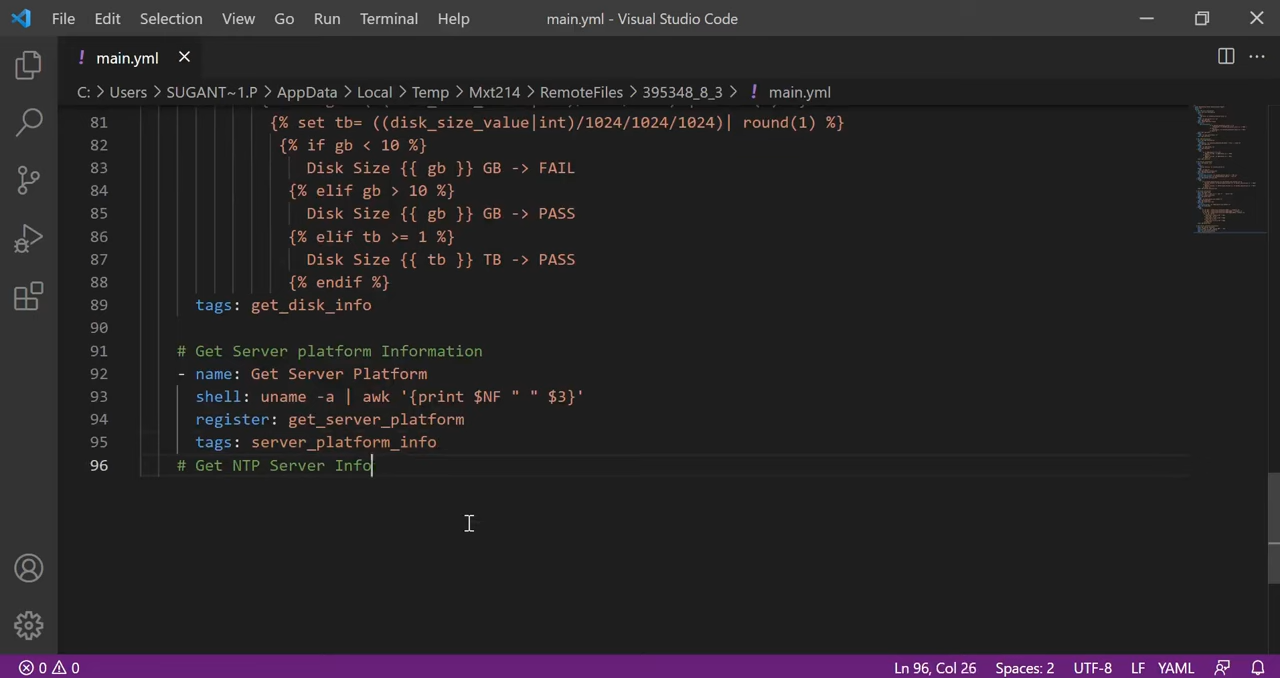 File Edit Selection View Go Run Terminal Help main.yml - Visual Studio Code
! main.yml ×
C: > Users > SUGANT~1.P > AppData > Local > Temp > Mxt214 > RemoteFiles > 395348_8_3 > ! main.yml
81 {% set tb= ((disk_size_value|int)/1024/1024/1024)| round(1) %}
82 {% if gb < 10 %}
83 Disk Size {{ gb }} GB -> FAIL
84 {% elif gb > 10 %}
85 Disk Size {{ gb }} GB -> PASS
86 {% elif tb >= 1 %}
87 Disk Size {{ tb }} TB -> PASS
88 {% endif %}
89 tags: get_disk_info
90
91 # Get Server platform Information
92 - name: Get Server Platform
93 shell: uname -a | awk '{print $NF " " $3}'
94 register: get_server_platform
95 tags: server_platform_info
96 # Get NTP Server Info
0 0 Ln 96, Col 26 Spaces: 2 UTF-8 LF YAML